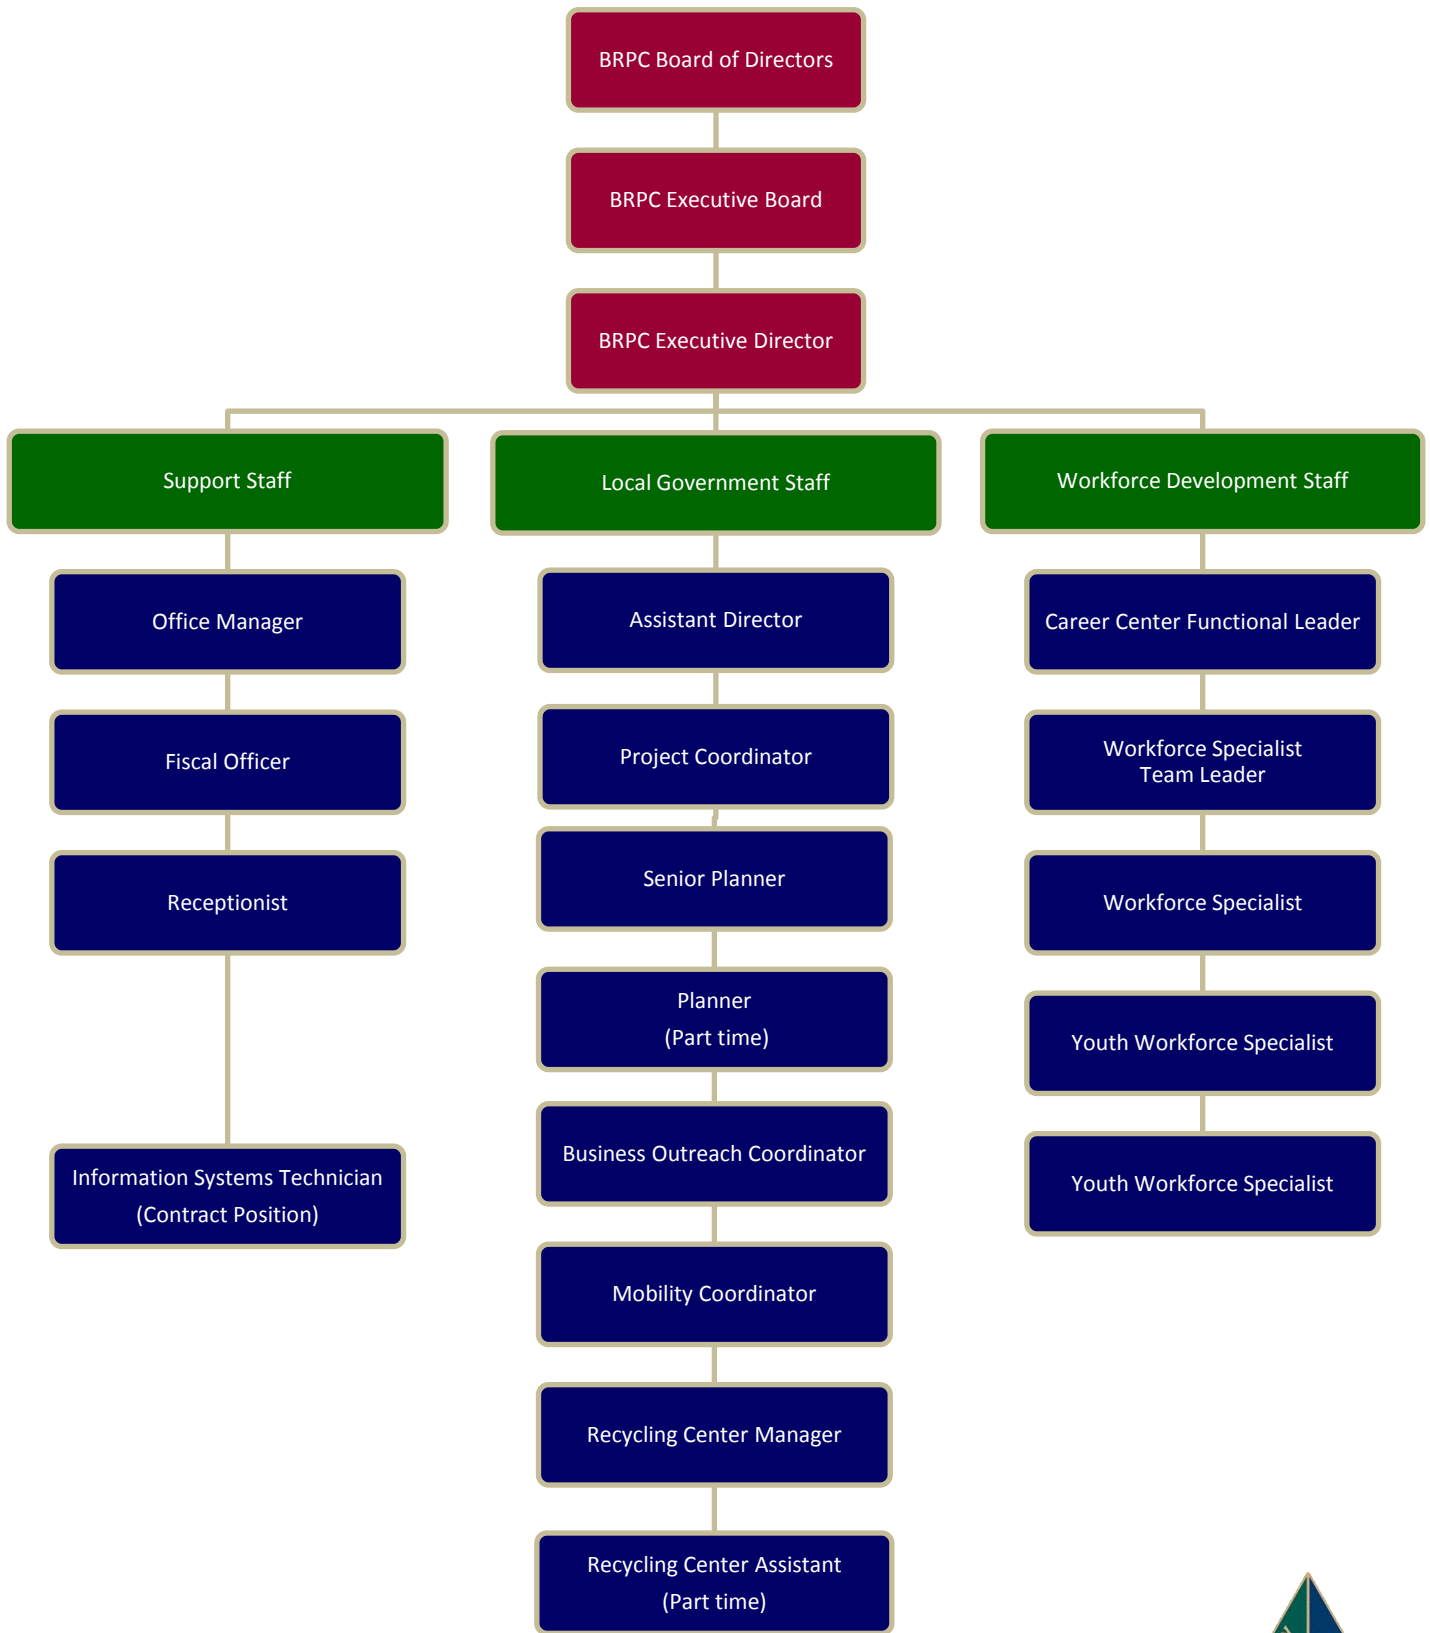 BRPC Board of Directors
BRPC Executive Board
BRPC Executive Director
Support Staff
Local Government Staff
Workforce Development Staff
Office Manager
Fiscal Officer
Receptionist
Information Systems Technician
(Contract Position)
Assistant Director
Project Coordinator
Senior Planner
Planner
(Part time)
Business Outreach Coordinator
Mobility Coordinator
Recycling Center Manager
Recycling Center Assistant
(Part time)
Career Center Functional Leader
Workforce Specialist
Team Leader
Workforce Specialist
Youth Workforce Specialist
Youth Workforce Specialist